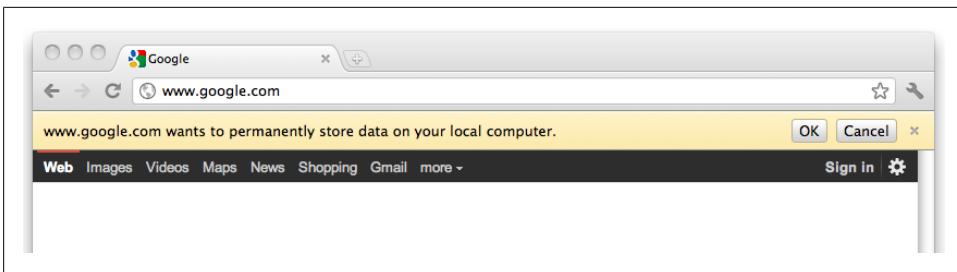 Google
www.google.com
www.google.com wants to permanently store data on your local computer. OK Cancel
Web Images Videos Maps News Shopping Gmail more Sign in